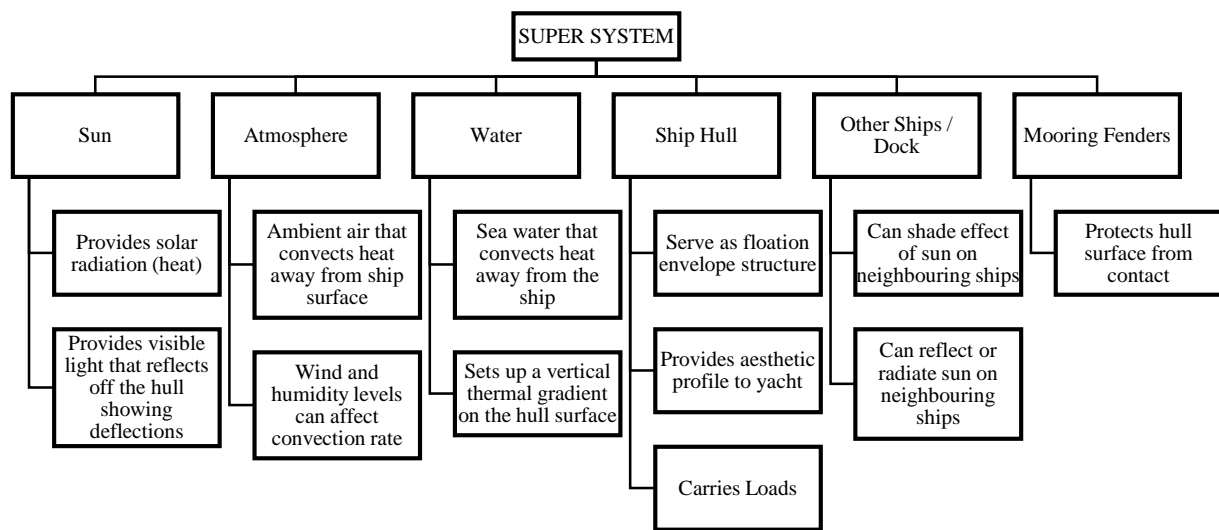 SUPER SYSTEM
Sun
Atmosphere
Water
Ship Hull
Other Ships /
Dock
Mooring Fenders
Provides solar
radiation (heat)
Provides visible
light that reflects
off the hull
showing
deflections
Ambient air that
convects heat
away from ship
surface
Wind and
humidity levels
can affect
convection rate
Sea water that
convects heat
away from the
ship
Sets up a vertical
thermal gradient
on the hull surface
Serve as floation
envelope structure
Provides aesthetic
profile to yacht
Carries Loads
Can shade effect
of sun on
neighbouring ships
Can reflect or
radiate sun on
neighbouring
ships
Protects hull
surface from
contact